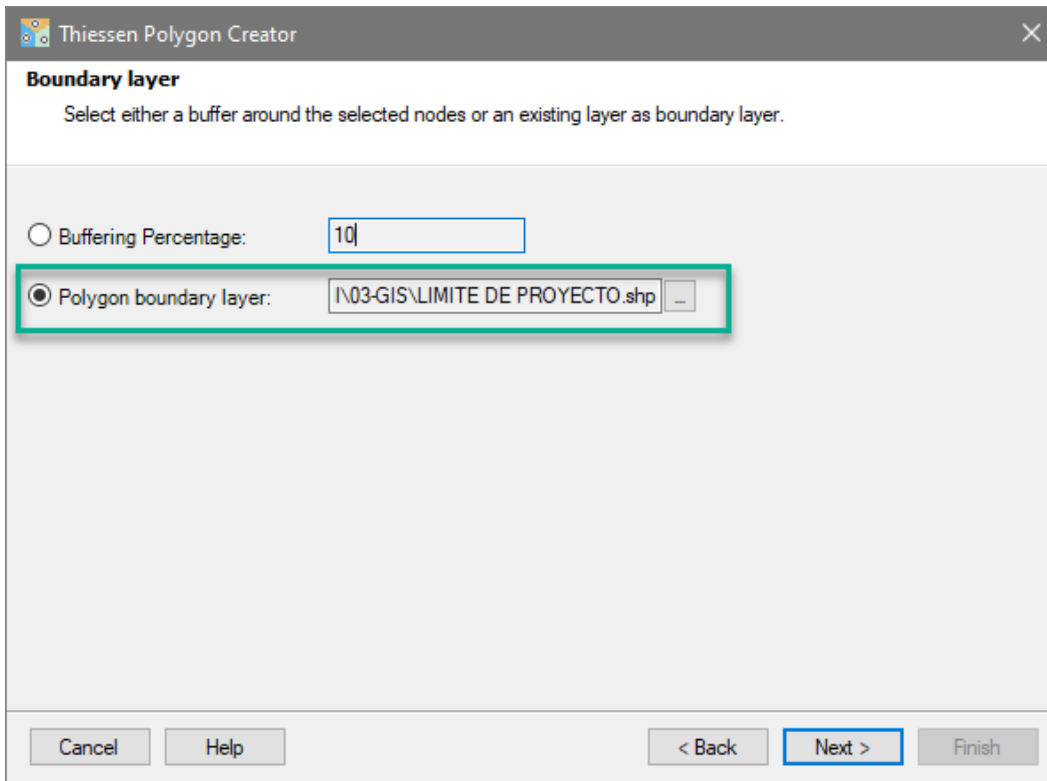 Thiessen Polygon Creator
Boundary layer
Select either a buffer around the selected nodes or an existing layer as boundary layer.
Buffering Percentage: 10
Polygon boundary layer: I\03-GIS\LIMITE DE PROYECTO.shp ...
Cancel Help < Back Next > Finish